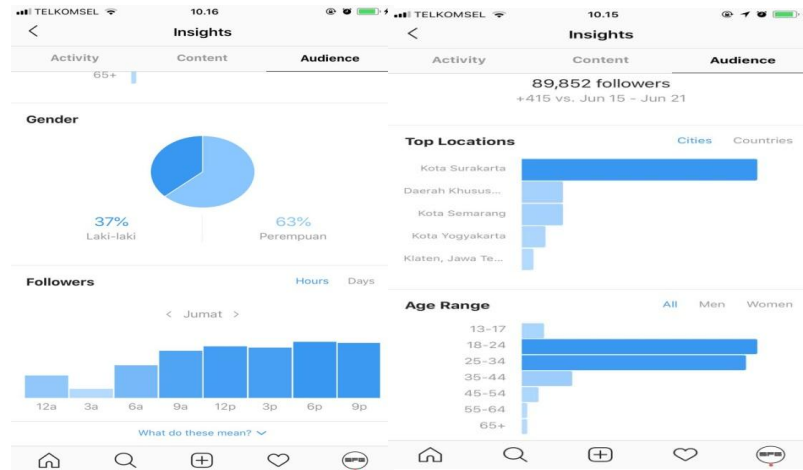 TELKOMSEL 10.16
Insights
Activity Content Audience
65+
Gender
37% 63%
Laki-laki Perempuan
Followers Hours Days
< Jumat >
12a 3a 6a 9a 12p 3p 6p 9p
What do these mean?
TELKOMSEL 10.15
Insights
Activity Content Audience
89,852 followers
+415 vs. Jun 15 - Jun 21
Top Locations Cities Countries
Kota Surakarta
Daerah Khusus...
Kota Semarang
Kota Yogyakarta
Klaten, Jawa Te...
Age Range All Men Women
13-17
18-24
25-34
35-44
45-54
55-64
65+